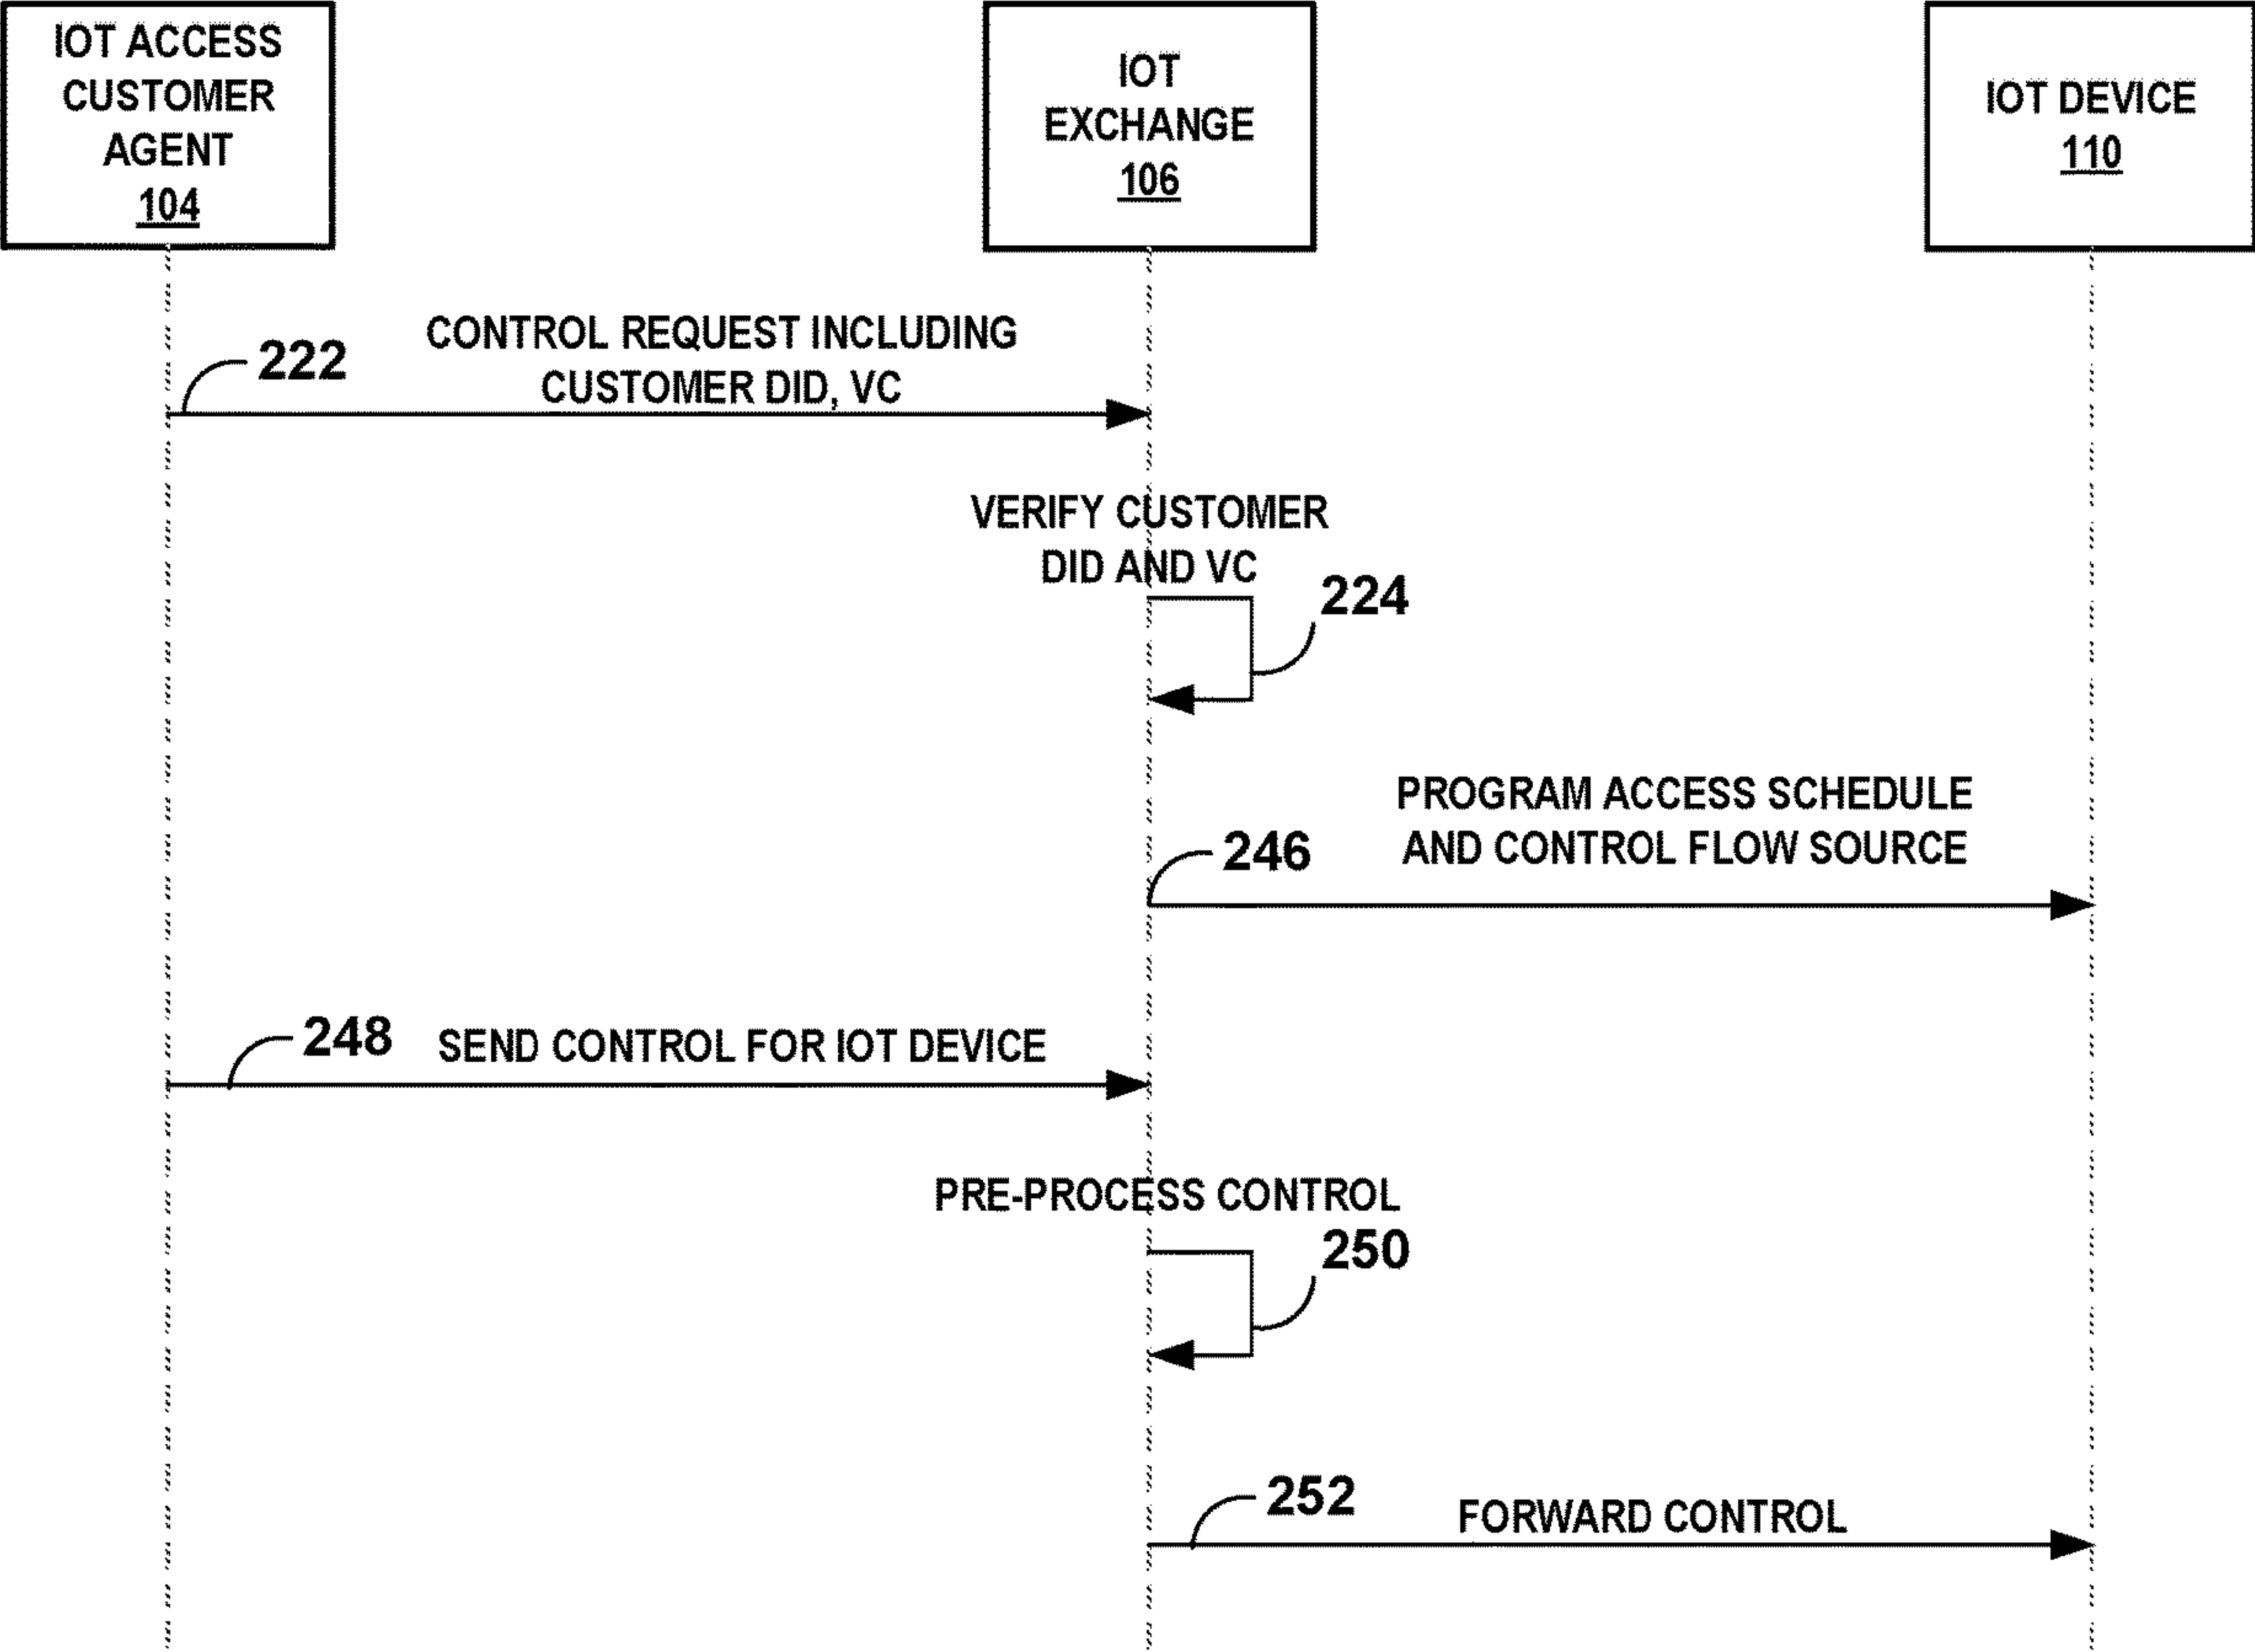 IOT ACCESS
CUSTOMER
AGENT
104
IOT
EXCHANGE
106
IOT DEVICE
110
CONTROL REQUEST INCLUDING
222
CUSTOMER DID, VC
VERIFY CUSTOMER
DID AND VC
224
PROGRAM ACCESS SCHEDULE
246
AND CONTROL FLOW SOURCE
248
SEND CONTROL FOR IOT DEVICE
PRE-PROCESS CONTROL
250
252
FORWARD CONTROL